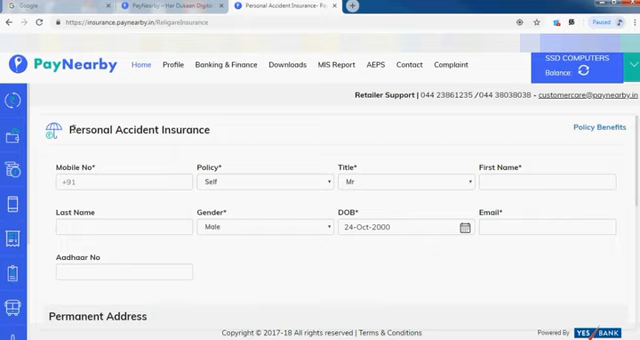 Google
PayNearby – Har Dukaan Digital
Personal Accident Insurance- Pa
https://insurance.paynearby.in/ReligareInsurance
Paused
PayNearby
Home Profile Banking & Finance Downloads MIS Report AEPS Contact Complaint
SSD COMPUTERS
Balance:
Retailer Support | 044 23861235 /044 38038038 - customercare@paynearby.in
Personal Accident Insurance
Policy Benefits
Mobile No* Policy* Title* First Name*
+91 Self Mr
Last Name Gender* DOB* Email*
Male 24-Oct-2000
Aadhaar No
Permanent Address
Copyright © 2017-18 All rights reserved | Terms & Conditions
Powered By YES BANK